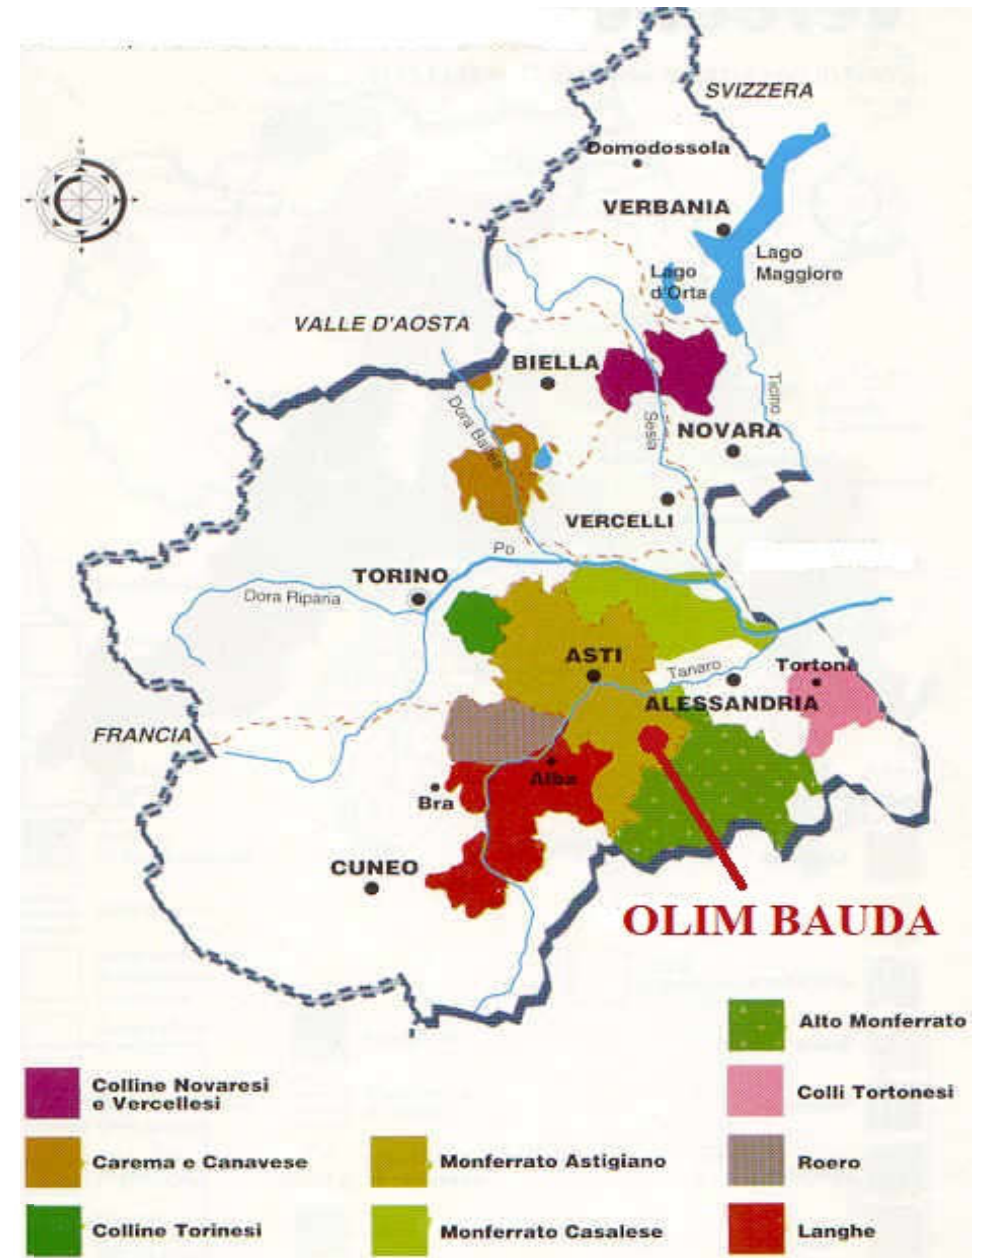 SVIZZERA
Domodossola
VERBANIA
Lago
Maggiore
Lago
d'Orta
VALLE D'AOSTA
BIELLA
Dora Baltea
Sesia
Ticino
NOVARA
VERCELLI
Po
TORINO
Dora Riparia
ASTI
Tanaro
Tortona
ALESSANDRIA
FRANCIA
Alba
Bra
CUNEO
OLIM BAUDA
Alto Monferrato
Colline Novaresi
e Vercellesi
Colli Tortonesi
Carema e Canavese
Monferrato Astigiano
Roero
Colline Torinesi
Monferrato Casalese
Langhe